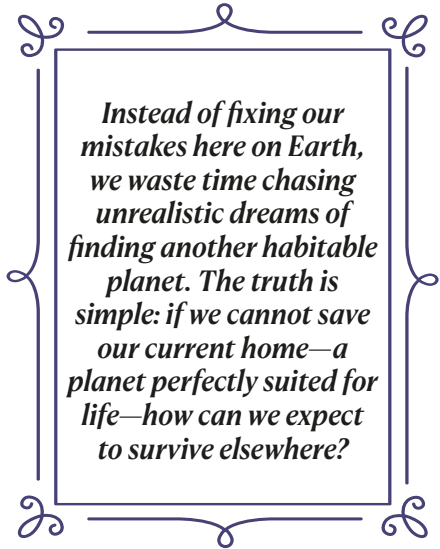 Instead of fixing our
mistakes here on Earth,
we waste time chasing
unrealistic dreams of
finding another habitable
planet. The truth is
simple: if we cannot save
our current home—a
planet perfectly suited for
life—how can we expect
to survive elsewhere?